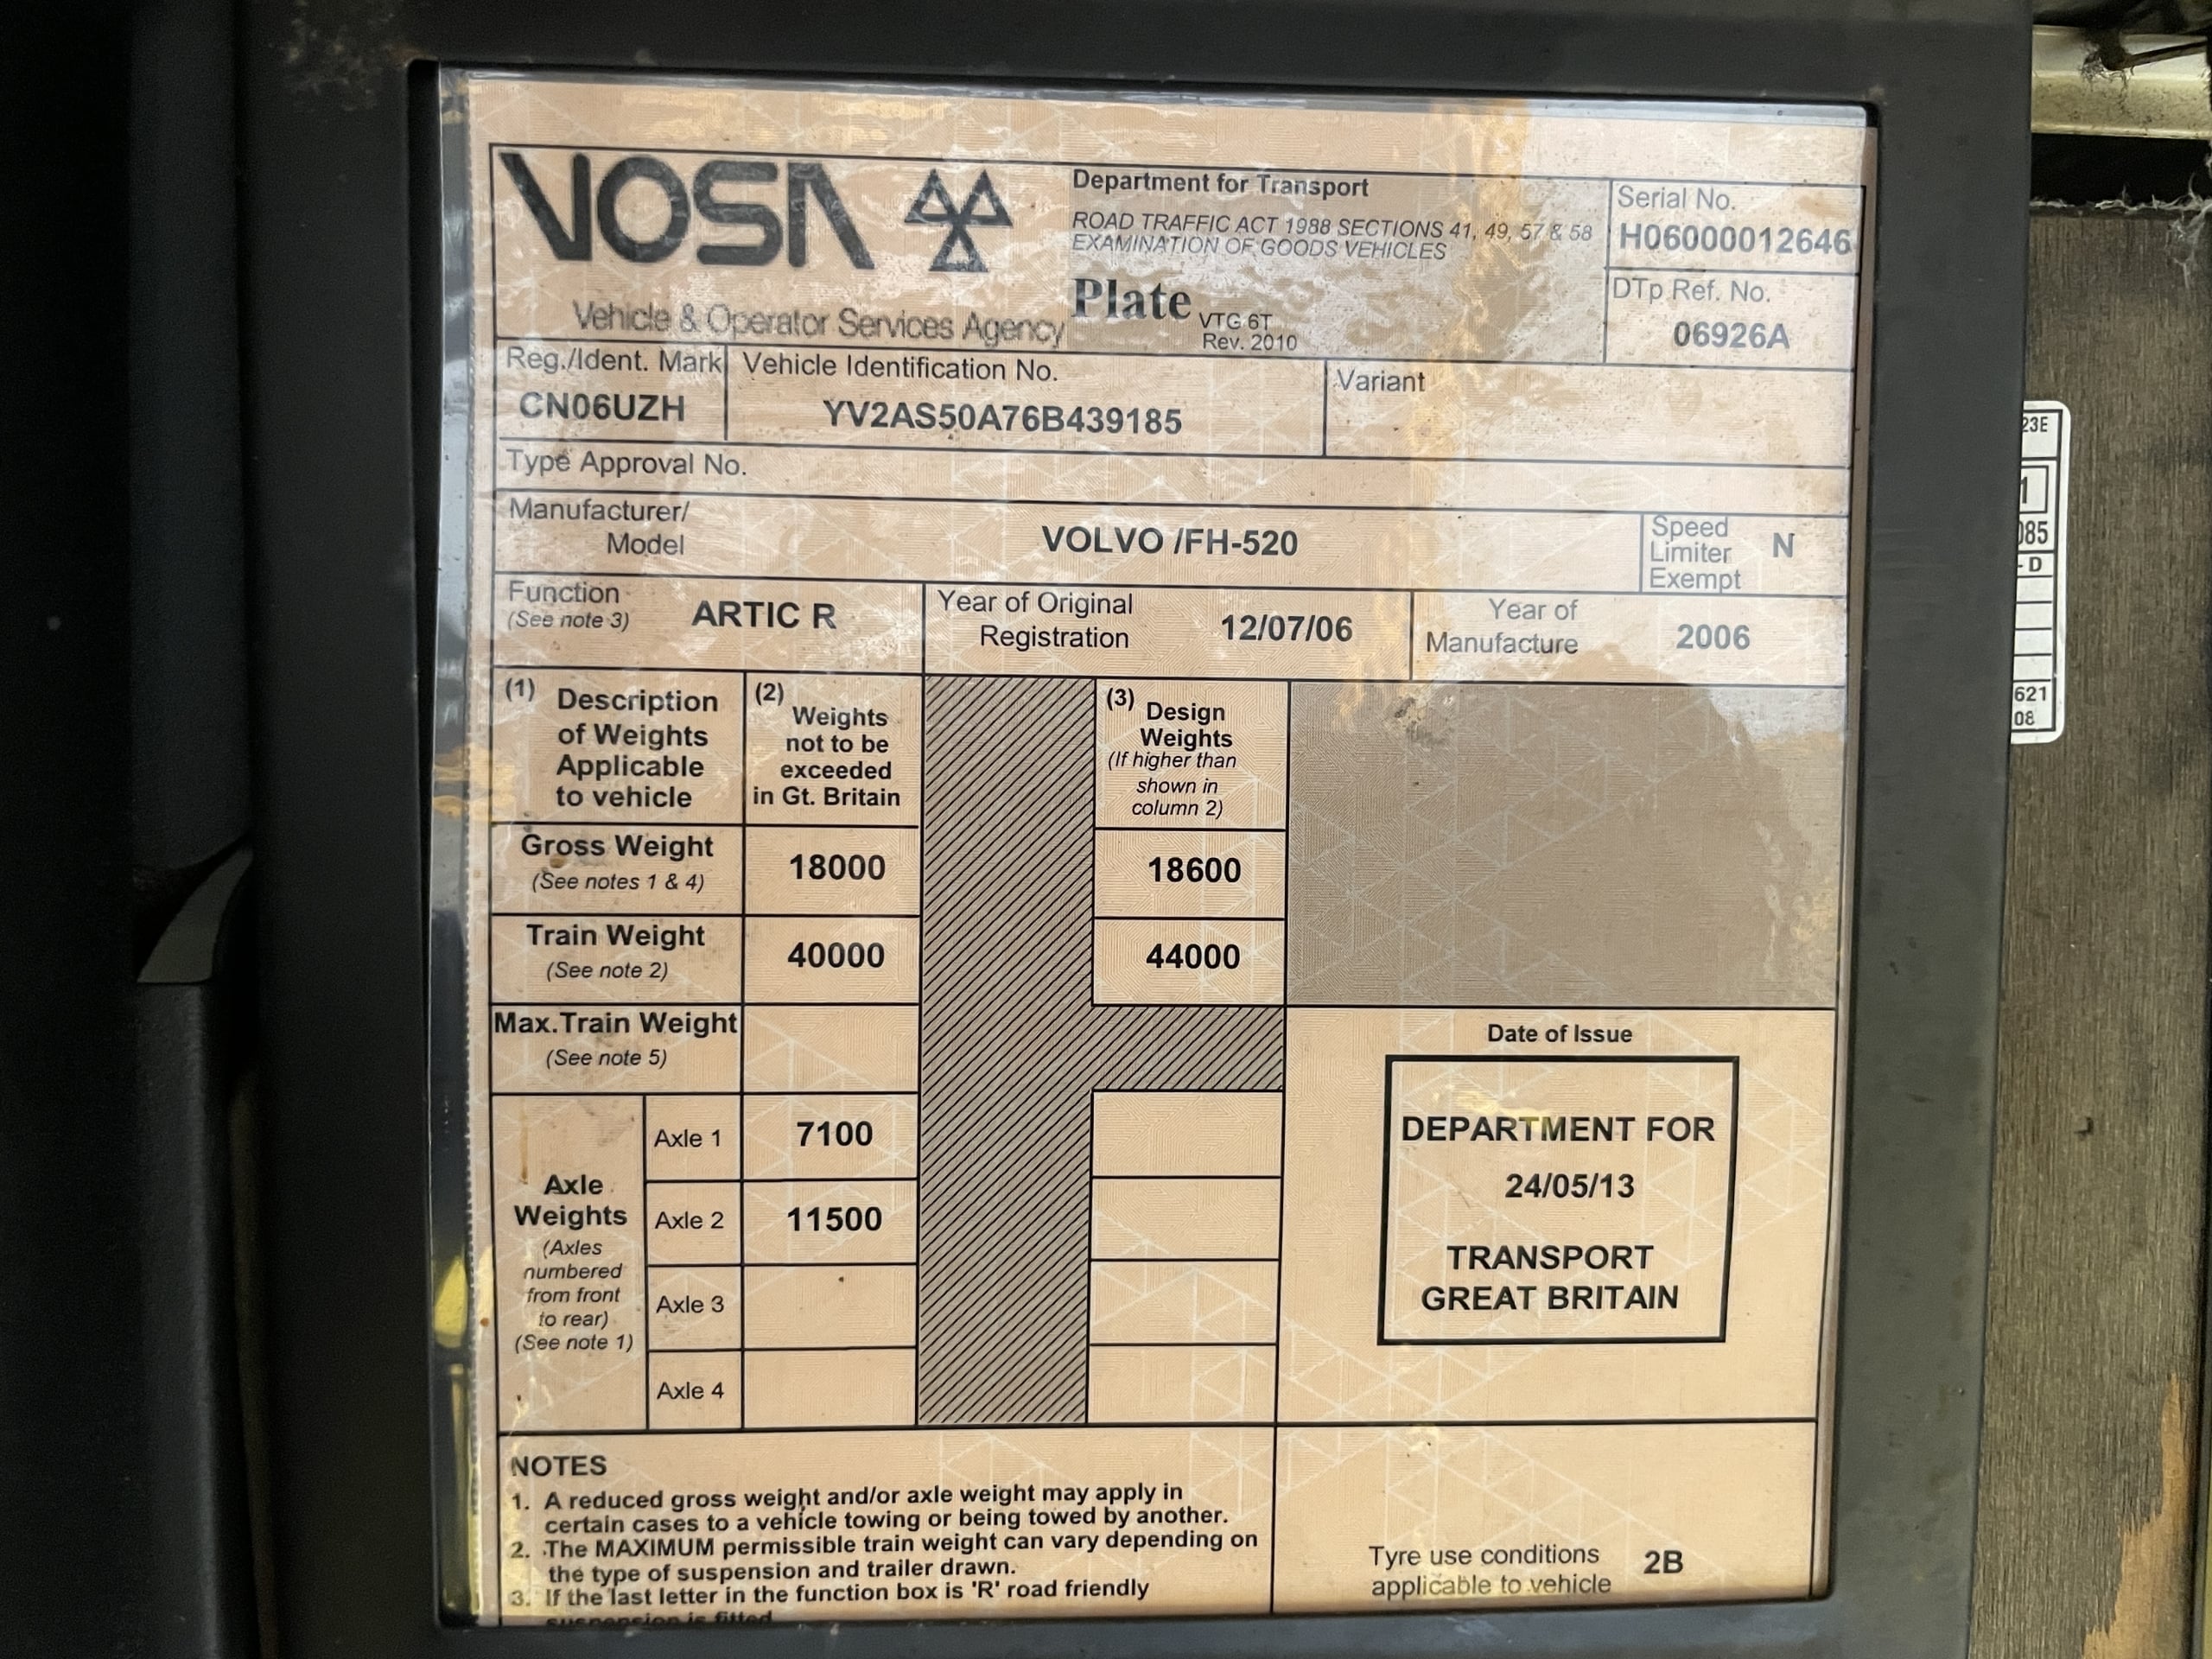 VOSA
Vehicle & Operator Services Agency
Department for Transport
ROAD TRAFFIC ACT 1988 SECTIONS 41, 49, 57 & 58
EXAMINATION OF GOODS VEHICLES
Plate VTG 6T
Rev. 2010
Serial No.
H06000012646
DTp Ref. No.
06926A
Reg./Ident. Mark
CN06UZH
Vehicle Identification No.
YV2AS50A76B439185
Variant
Type Approval No.
Manufacturer/
Model
VOLVO /FH-520
Speed
Limiter
Exempt
N
Function
(See note 3)
ARTIC R
Year of Original
Registration
12/07/06
Year of
Manufacture
2006
(1) Description
of Weights
Applicable
to vehicle
(2) Weights
not to be
exceeded
in Gt. Britain
(3) Design
Weights
(If higher than
shown in
column 2)
Gross Weight
(See notes 1 & 4)
18000
18600
Train Weight
(See note 2)
40000
44000
Max.Train Weight
(See note 5)
Axle
Weights
(Axles
numbered
from front
to rear)
(See note 1)
Axle 1
7100
Axle 2
11500
Axle 3
Axle 4
Date of Issue
DEPARTMENT FOR
24/05/13
TRANSPORT
GREAT BRITAIN
NOTES
1. A reduced gross weight and/or axle weight may apply in
certain cases to a vehicle towing or being towed by another.
2. The MAXIMUM permissible train weight can vary depending on
the type of suspension and trailer drawn.
3. If the last letter in the function box is 'R' road friendly
suspension is fitted
Tyre use conditions
applicable to vehicle
2B
23E
1
085
- D
621
08